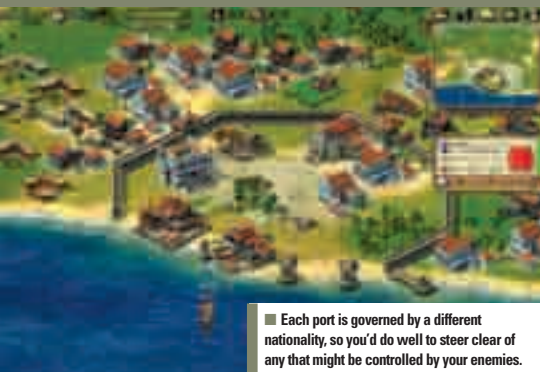 ■ Each port is governed by a different
nationality, so you'd do well to steer clear of
any that might be controlled by your enemies.